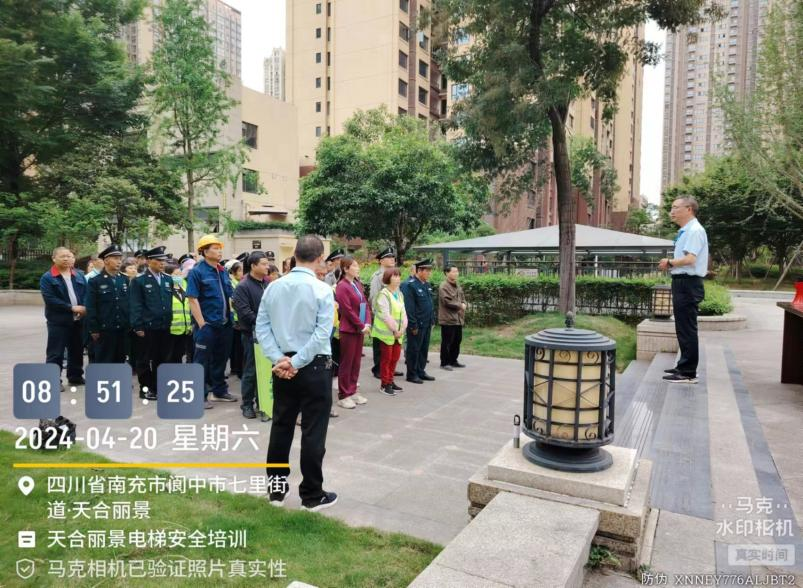 08:51:25
2024-04-20 星期六
四川省南充市阆中市七里街
道·天合丽景
天合丽景电梯安全培训
马克相机已验证照片真实性
马克
水印相机
真实时间
防伪 XNNEY776ALJBT2